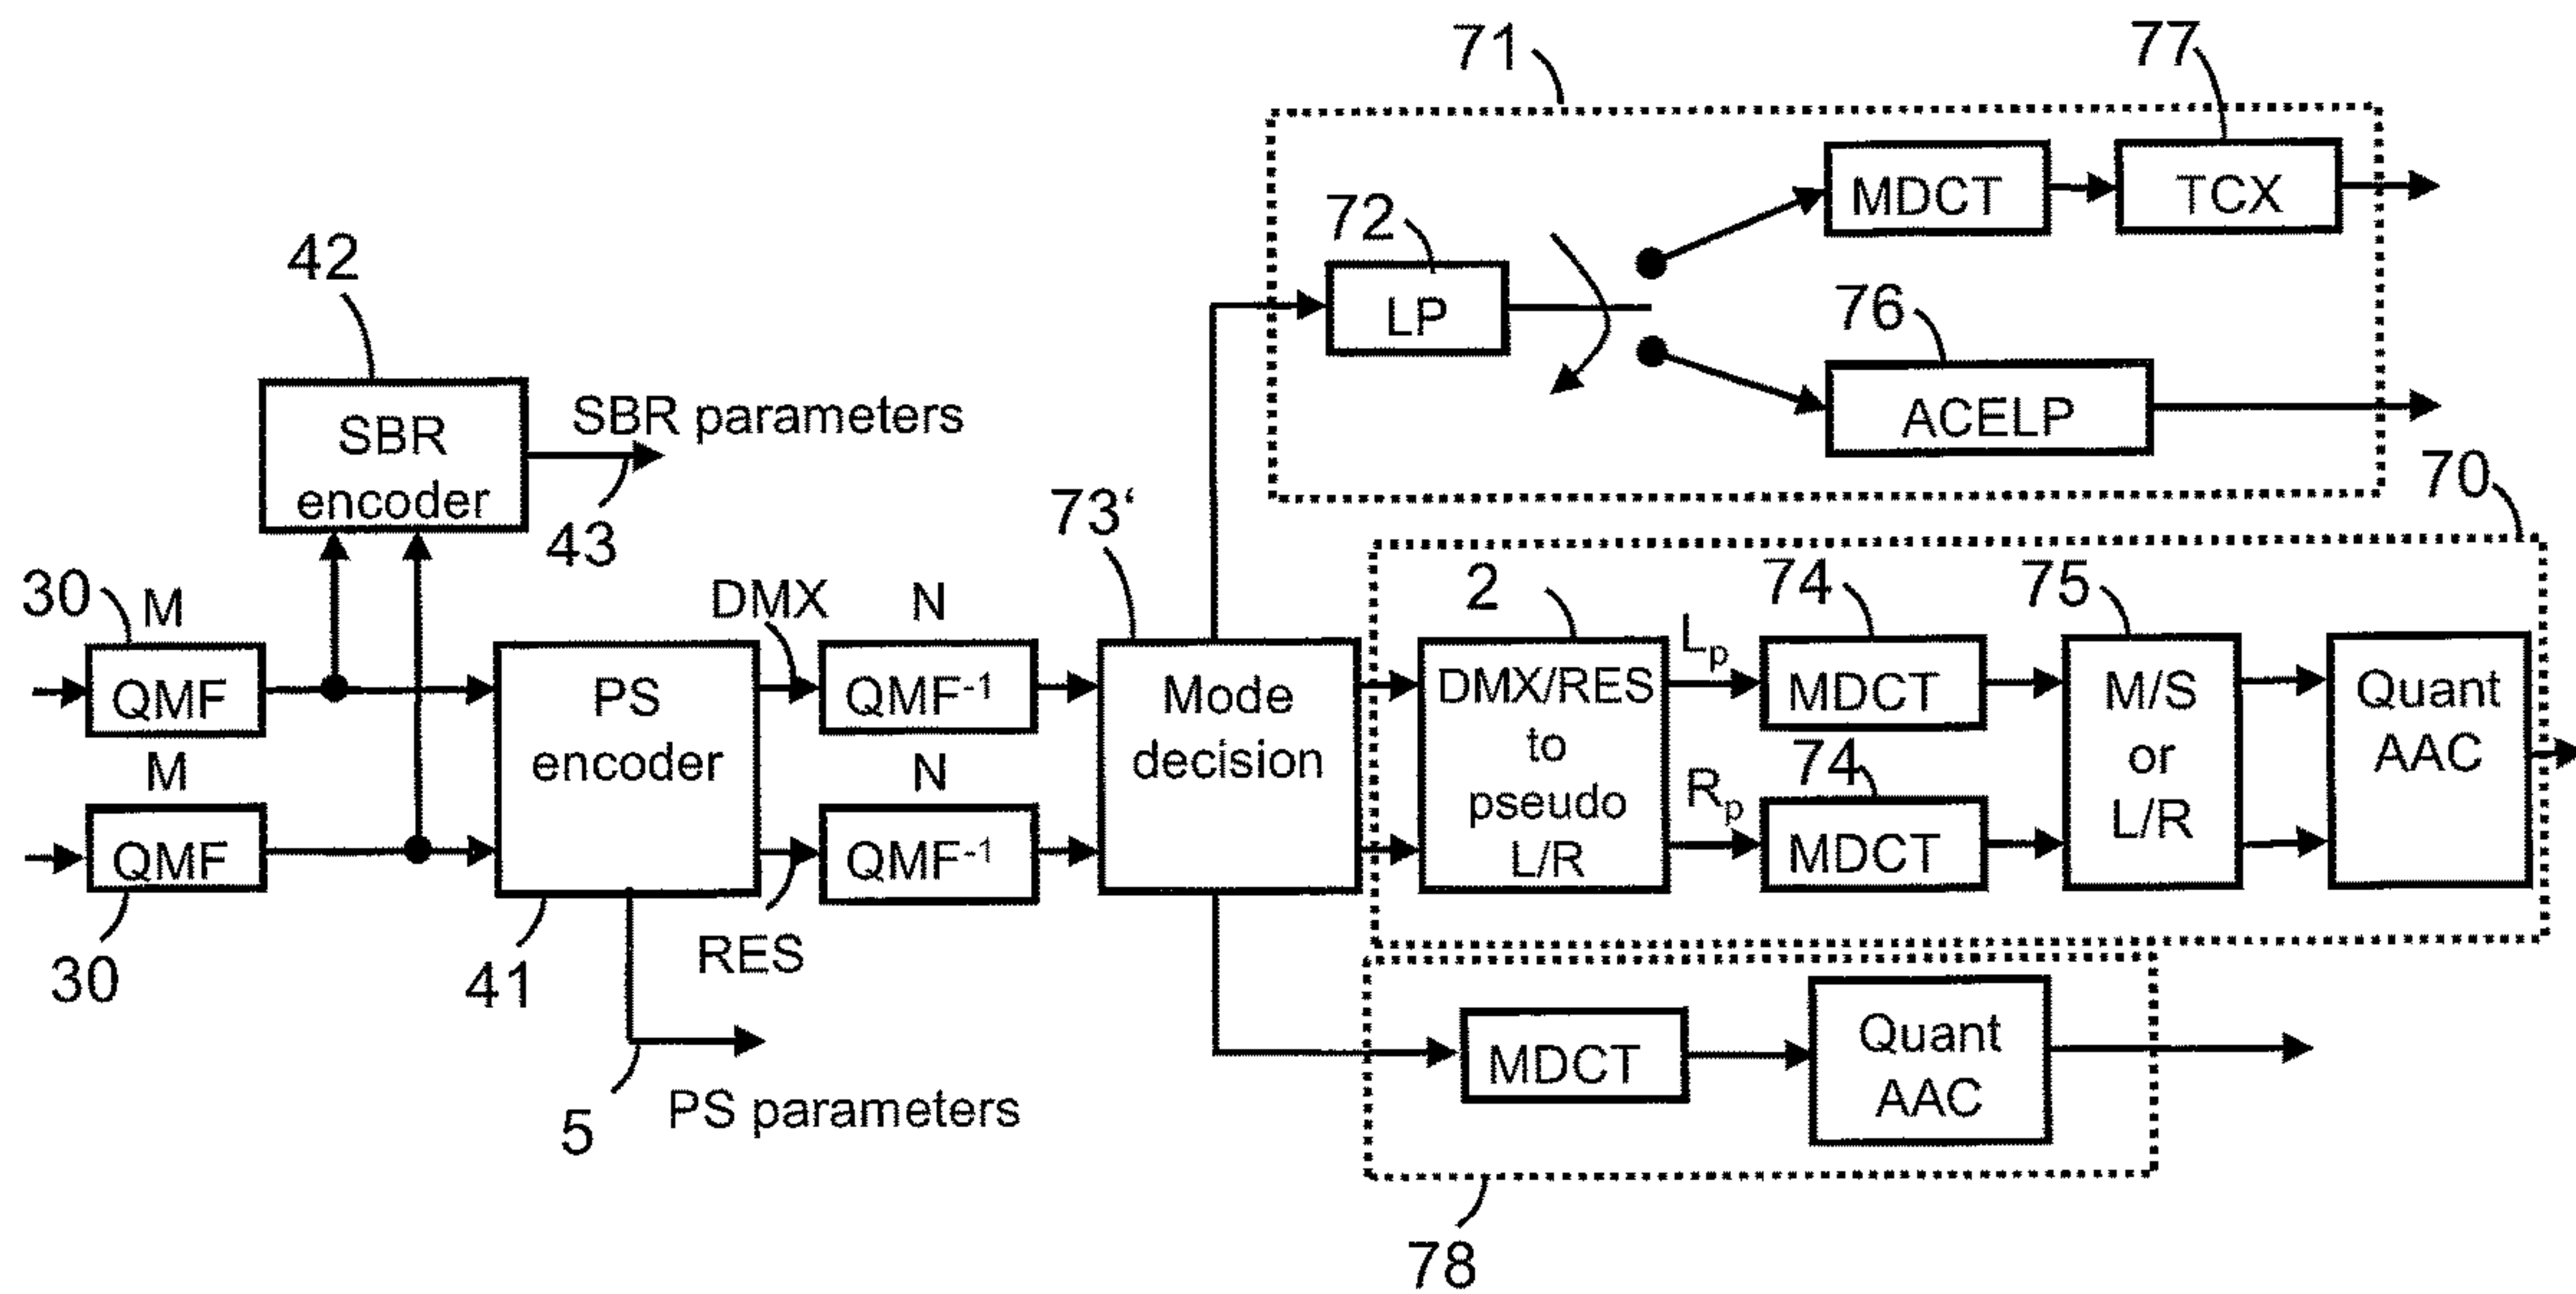 71
77
MDCT
TCX
72
LP
76
ACELP
42
SBR
encoder
SBR parameters
43
70
73‘
30
M
QMF
M
QMF
30
PS
encoder
41
DMX
N
QMF-1
N
QMF-1
RES
5
PS parameters
Mode
decision
2
DMX/RES
to
pseudo
L/R
Lp
Rp
74
MDCT
74
MDCT
75
M/S
or
L/R
Quant
AAC
MDCT
Quant
AAC
78